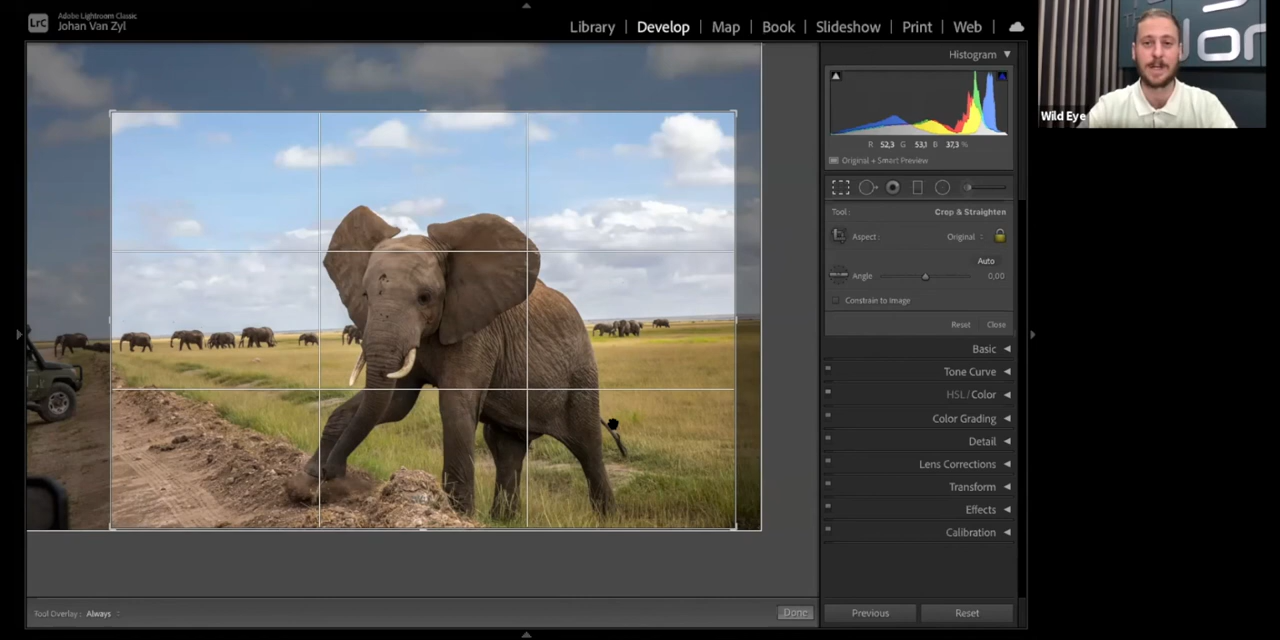 LrC
Adobe Lightroom Classic
Johan Van Zyl
Library | Develop | Map | Book | Slideshow | Print | Web |
Histogram
R 52,3 G 53,1 B 37,3 %
Original + Smart Preview
Tool: Crop & Straighten
Aspect: Original
Auto
Angle 0,00
Constrain to Image
Reset Close
Basic
Tone Curve
HSL / Color
Color Grading
Detail
Lens Corrections
Transform
Effects
Calibration
Tool Overlay: Always
Done
Previous Reset
Wild Eye